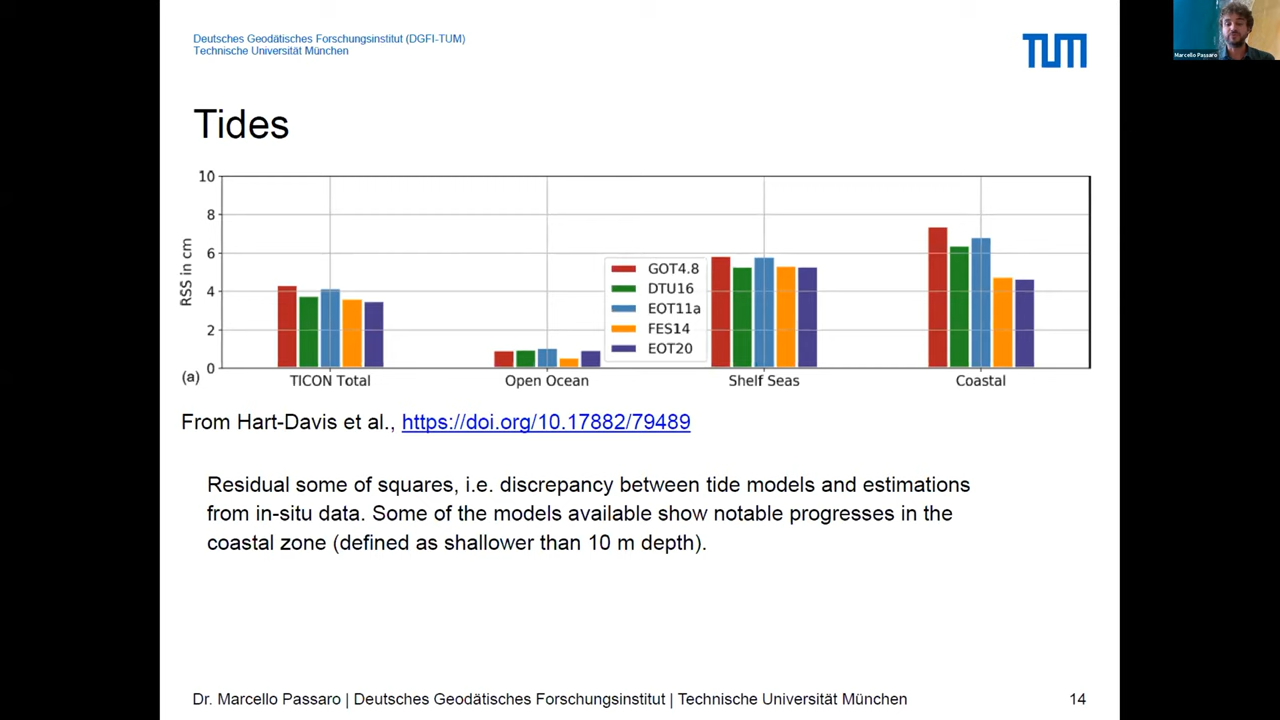 Deutsches Geodätisches Forschungsinstitut (DGFI-TUM)
Technische Universität München
TUM
Marcello Passaro
Tides
10
8
6
4
2
0
RSS in cm
GOT4.8
DTU16
EOT11a
FES14
EOT20
(a)
TICON Total
Open Ocean
Shelf Seas
Coastal
From Hart-Davis et al., https://doi.org/10.17882/79489
Residual some of squares, i.e. discrepancy between tide models and estimations
from in-situ data. Some of the models available show notable progresses in the
coastal zone (defined as shallower than 10 m depth).
Dr. Marcello Passaro | Deutsches Geodätisches Forschungsinstitut | Technische Universität München
14